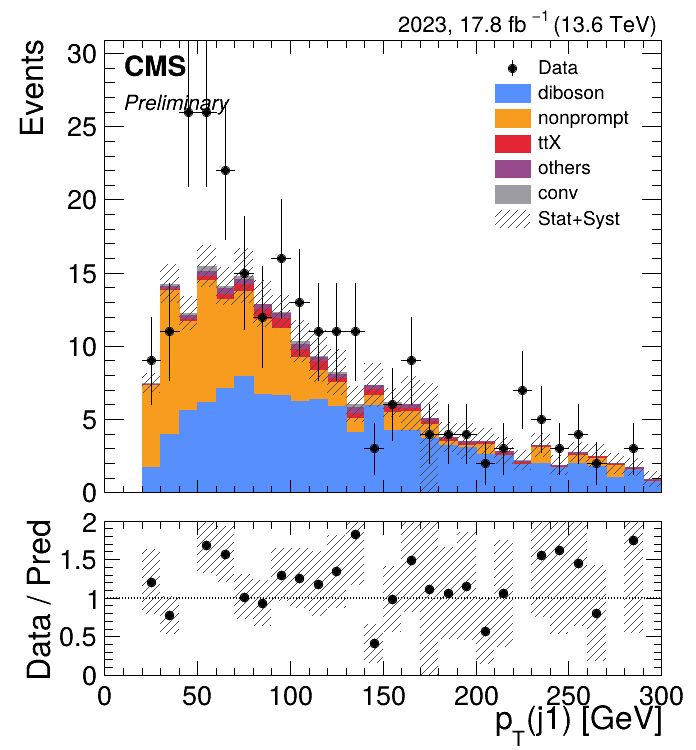 2023, 17.8 fb⁻¹ (13.6 TeV)
Events
30
25
20
15
10
5
0
CMS
Preliminary
Data
diboson
nonprompt
ttX
others
conv
Stat+Syst
Data / Pred
2
1.5
1
0.5
0
0 50 100 150 200 250 300
p_T(j1) [GeV]